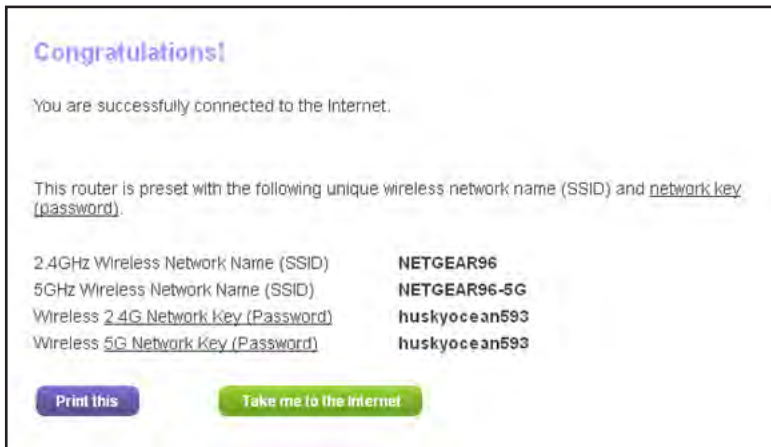 Congratulations!
You are successfully connected to the Internet.
This router is preset with the following unique wireless network name (SSID) and network key
(password).
2.4GHz Wireless Network Name (SSID) NETGEAR96
5GHz Wireless Network Name (SSID) NETGEAR96-5G
Wireless 2.4G Network Key (Password) huskyocean593
Wireless 5G Network Key (Password) huskyocean593
Print this Take me to the Internet